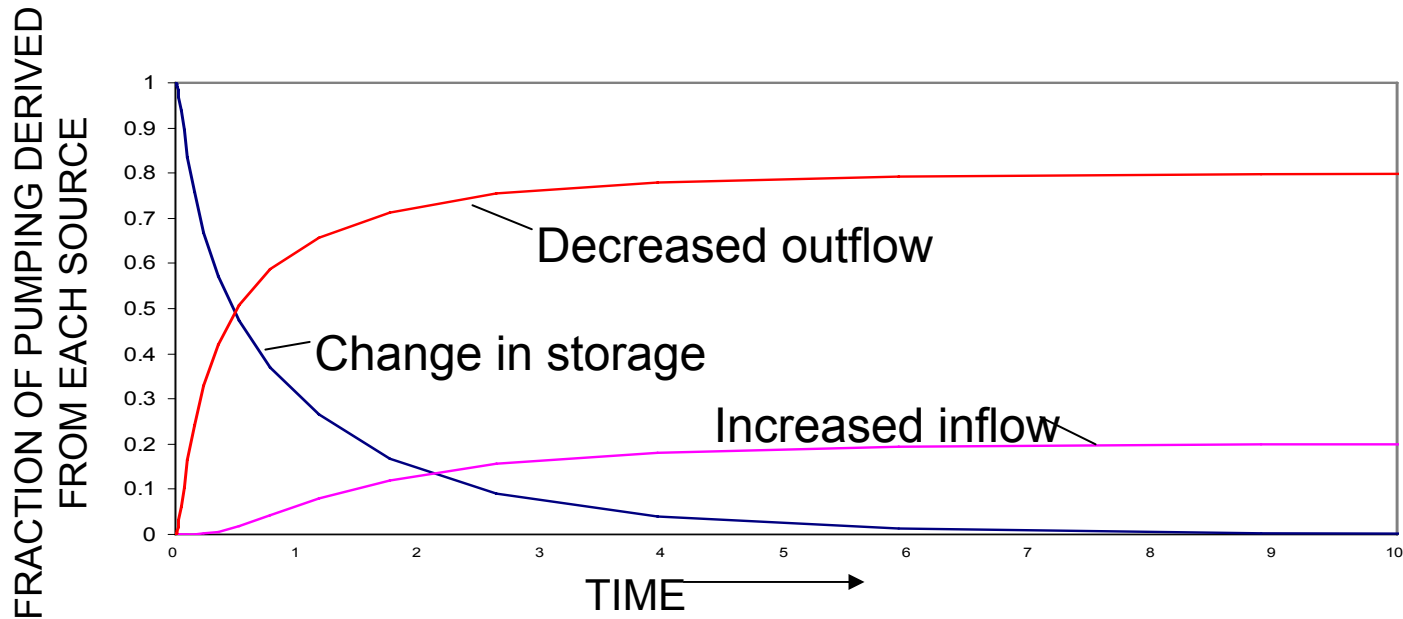 FRACTION OF PUMPING DERIVED
FROM EACH SOURCE
1
0.9
0.8
0.7
0.6
0.5
0.4
0.3
0.2
0.1
0
Decreased outflow
Change in storage
Increased inflow
0 1 2 3 4 5 6 7 8 9 10
TIME